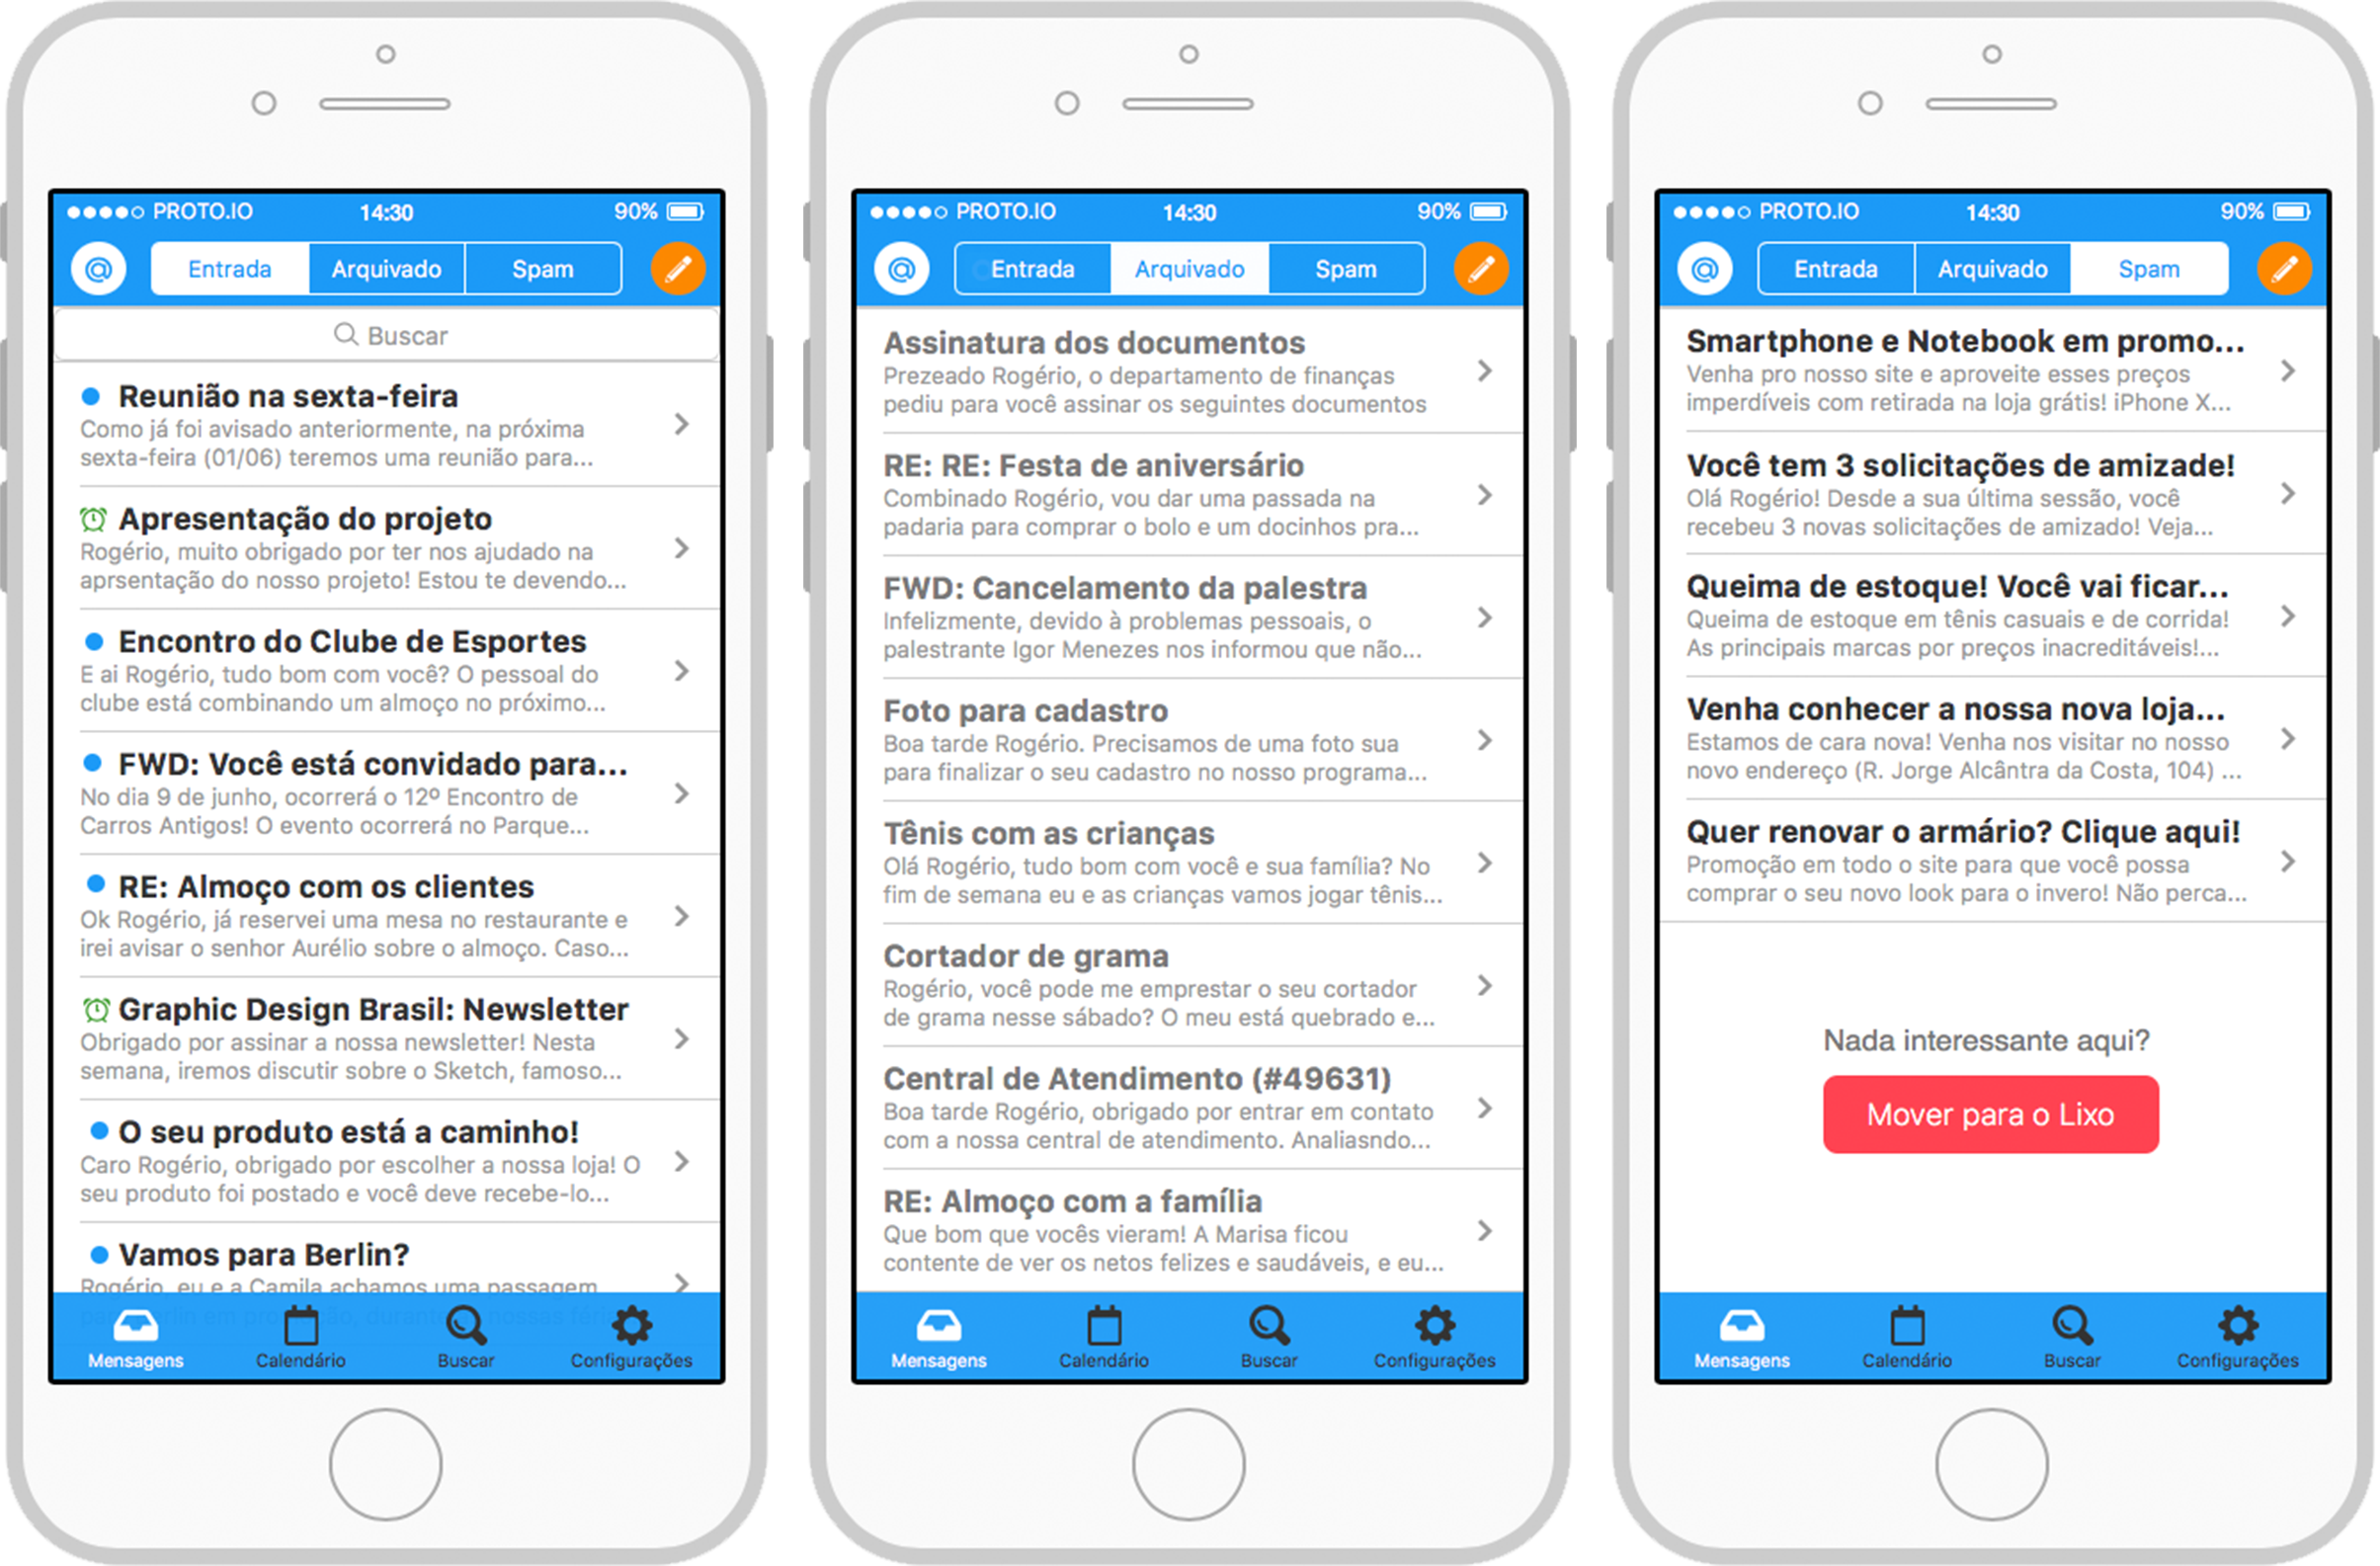 PROTO.IO 14:30 90%
Entrada Arquivado Spam
Buscar
Reunião na sexta-feira
Como já foi avisado anteriormente, na próxima
sexta-feira (01/06) teremos uma reunião para...
Apresentação do projeto
Rogério, muito obrigado por ter nos ajudado na
aprsentação do nosso projeto! Estou te devendo...
Encontro do Clube de Esportes
E ai Rogério, tudo bom com você? O pessoal do
clube está combinando um almoço no próximo...
FWD: Você está convidado para...
No dia 9 de junho, ocorrerá o 12º Encontro de
Carros Antigos! O evento ocorrerá no Parque...
RE: Almoço com os clientes
Ok Rogério, já reservei uma mesa no restaurante e
irei avisar o senhor Aurélio sobre o almoço. Caso...
Graphic Design Brasil: Newsletter
Obrigado por assinar a nossa newsletter! Nesta
semana, iremos discutir sobre o Sketch, famoso...
O seu produto está a caminho!
Caro Rogério, obrigado por escolher a nossa loja! O
seu produto foi postado e você deve recebe-lo...
Vamos para Berlin?
Rogério, eu e a Camila achamos uma passagem
Mensagens Calendário Buscar Configurações
PROTO.IO 14:30 90%
Entrada Arquivado Spam
Assinatura dos documentos
Prezeado Rogério, o departamento de finanças
pediu para você assinar os seguintes documentos
RE: RE: Festa de aniversário
Combinado Rogério, vou dar uma passada na
padaria para comprar o bolo e um docinhos pra...
FWD: Cancelamento da palestra
Infelizmente, devido à problemas pessoais, o
palestrante Igor Menezes nos informou que não...
Foto para cadastro
Boa tarde Rogério. Precisamos de uma foto sua
para finalizar o seu cadastro no nosso programa...
Tênis com as crianças
Olá Rogério, tudo bom com você e sua família? No
fim de semana eu e as crianças vamos jogar tênis...
Cortador de grama
Rogério, você pode me emprestar o seu cortador
de grama nesse sábado? O meu está quebrado e...
Central de Atendimento (#49631)
Boa tarde Rogério, obrigado por entrar em contato
com a nossa central de atendimento. Analiasndo...
RE: Almoço com a família
Que bom que vocês vieram! A Marisa ficou
contente de ver os netos felizes e saudáveis, e eu...
Mensagens Calendário Buscar Configurações
PROTO.IO 14:30 90%
Entrada Arquivado Spam
Smartphone e Notebook em promo...
Venha pro nosso site e aproveite esses preços
imperdíveis com retirada na loja grátis! iPhone X...
Você tem 3 solicitações de amizade!
Olá Rogério! Desde a sua última sessão, você
recebeu 3 novas solicitações de amizado! Veja...
Queima de estoque! Você vai ficar...
Queima de estoque em tênis casuais e de corrida!
As principais marcas por preços inacreditáveis!...
Venha conhecer a nossa nova loja...
Estamos de cara nova! Venha nos visitar no nosso
novo endereço (R. Jorge Alcântra da Costa, 104) ...
Quer renovar o armário? Clique aqui!
Promoção em todo o site para que você possa
comprar o seu novo look para o invero! Não perca...
Nada interessante aqui?
Mover para o Lixo
Mensagens Calendário Buscar Configurações